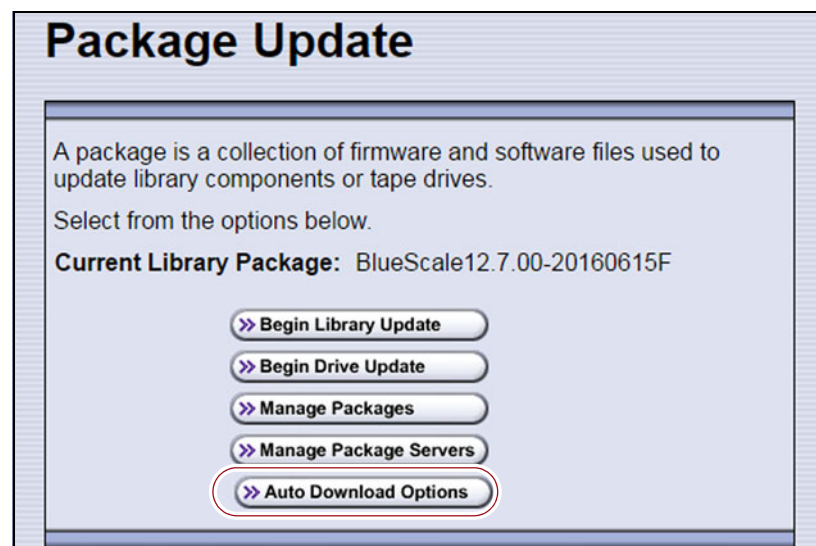 Package Update
A package is a collection of firmware and software files used to
update library components or tape drives.
Select from the options below.
Current Library Package: BlueScale12.7.00-20160615F
Begin Library Update
Begin Drive Update
Manage Packages
Manage Package Servers
Auto Download Options